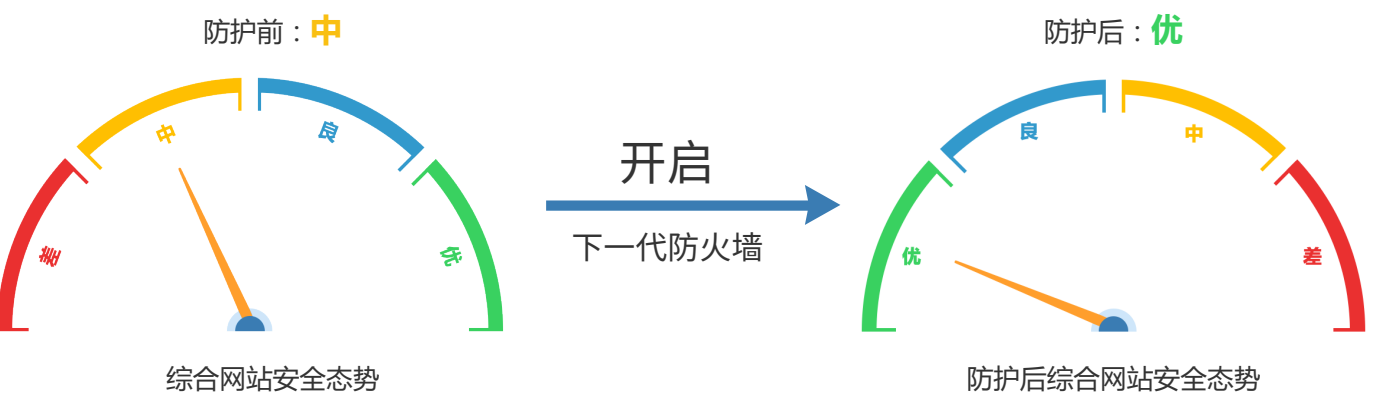 防护前：中
差
中
良
优
综合网站安全态势
开启
下一代防火墙
防护后：优
优
良
中
差
防护后综合网站安全态势